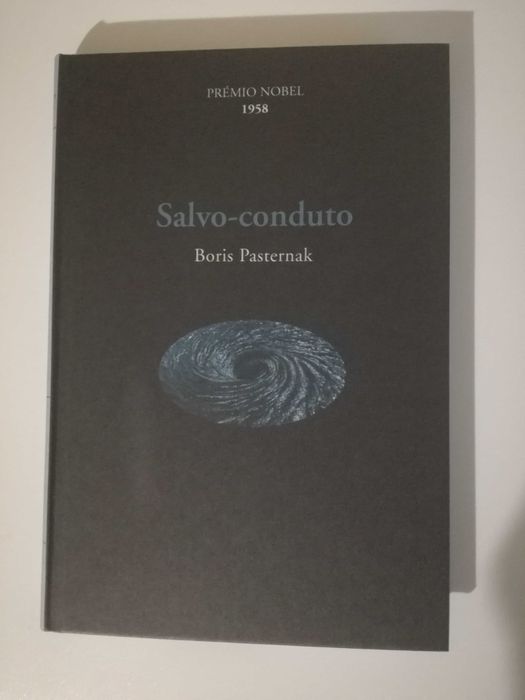 PRÉMIO NOBEL
1958
Salvo-conduto
Boris Pasternak